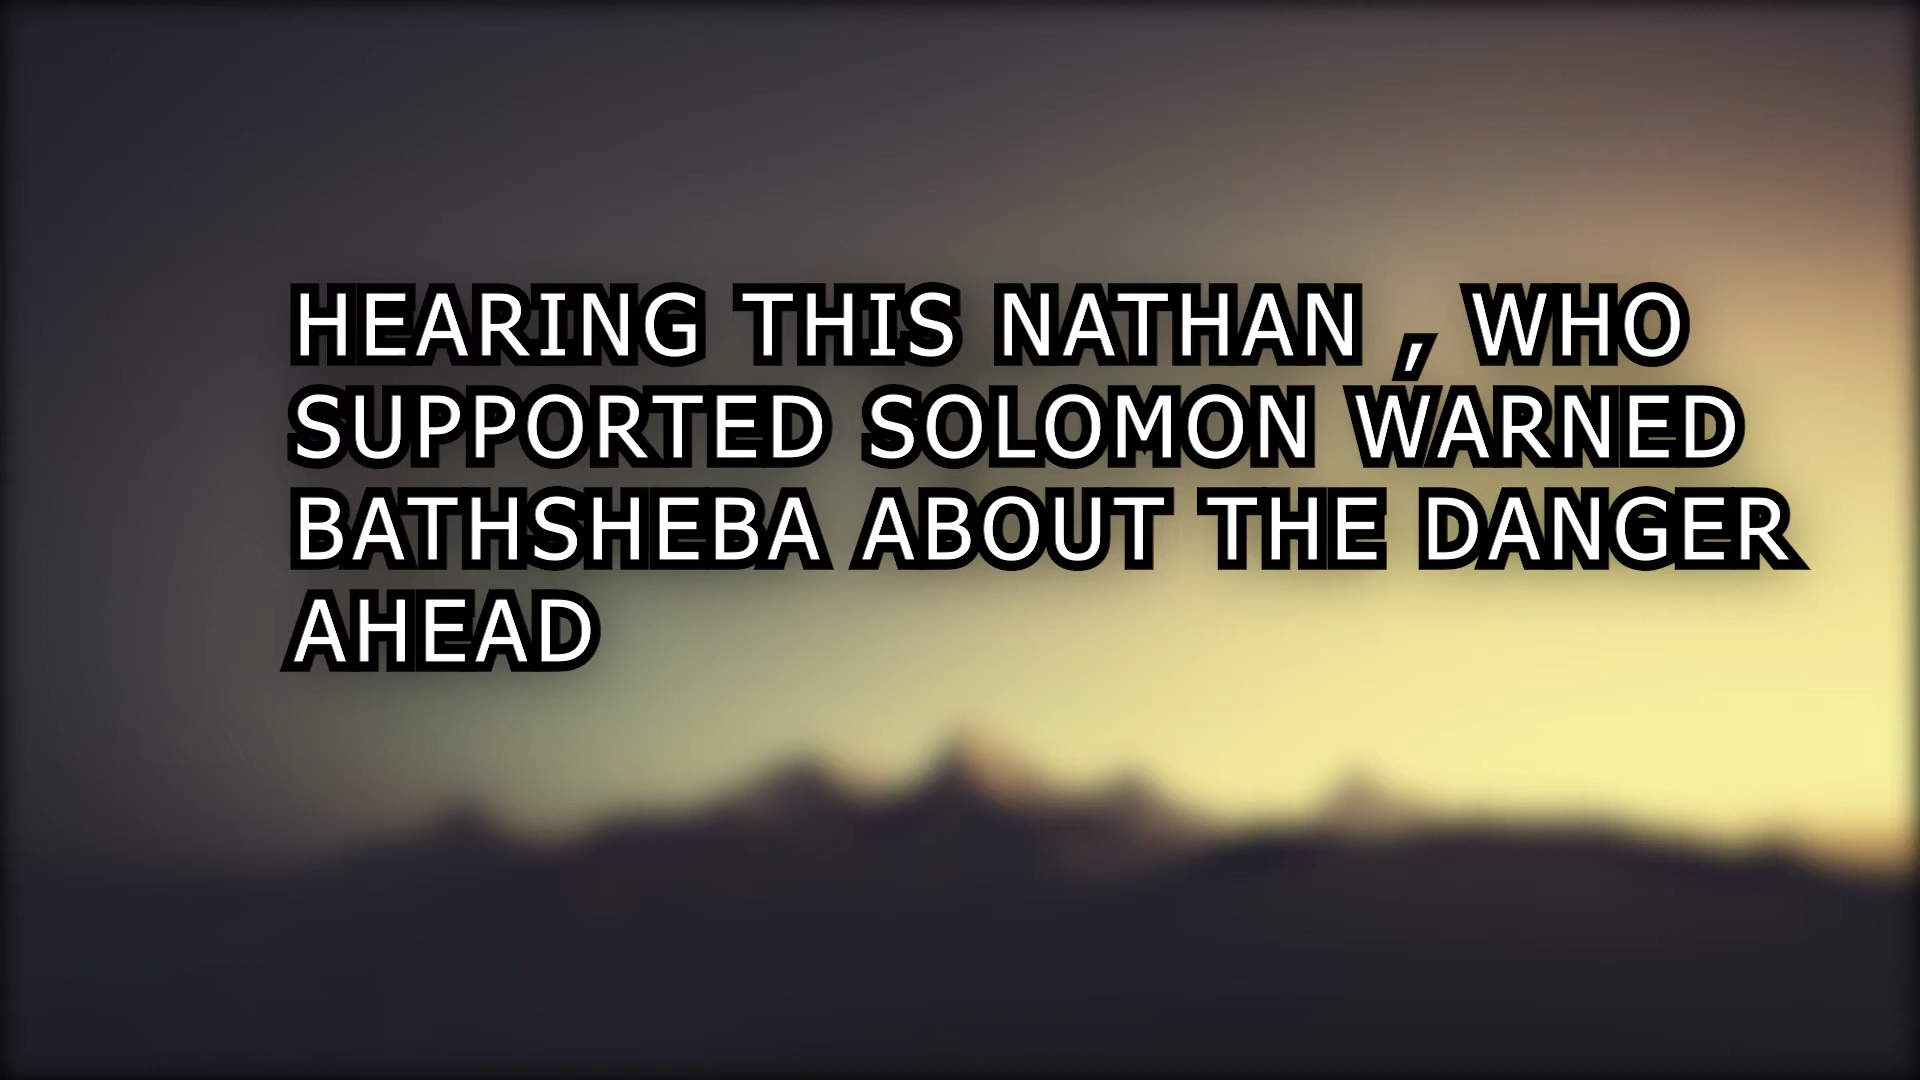 HEARING THIS NATHAN , WHO
SUPPORTED SOLOMON WARNED
BATHSHEBA ABOUT THE DANGER
AHEAD